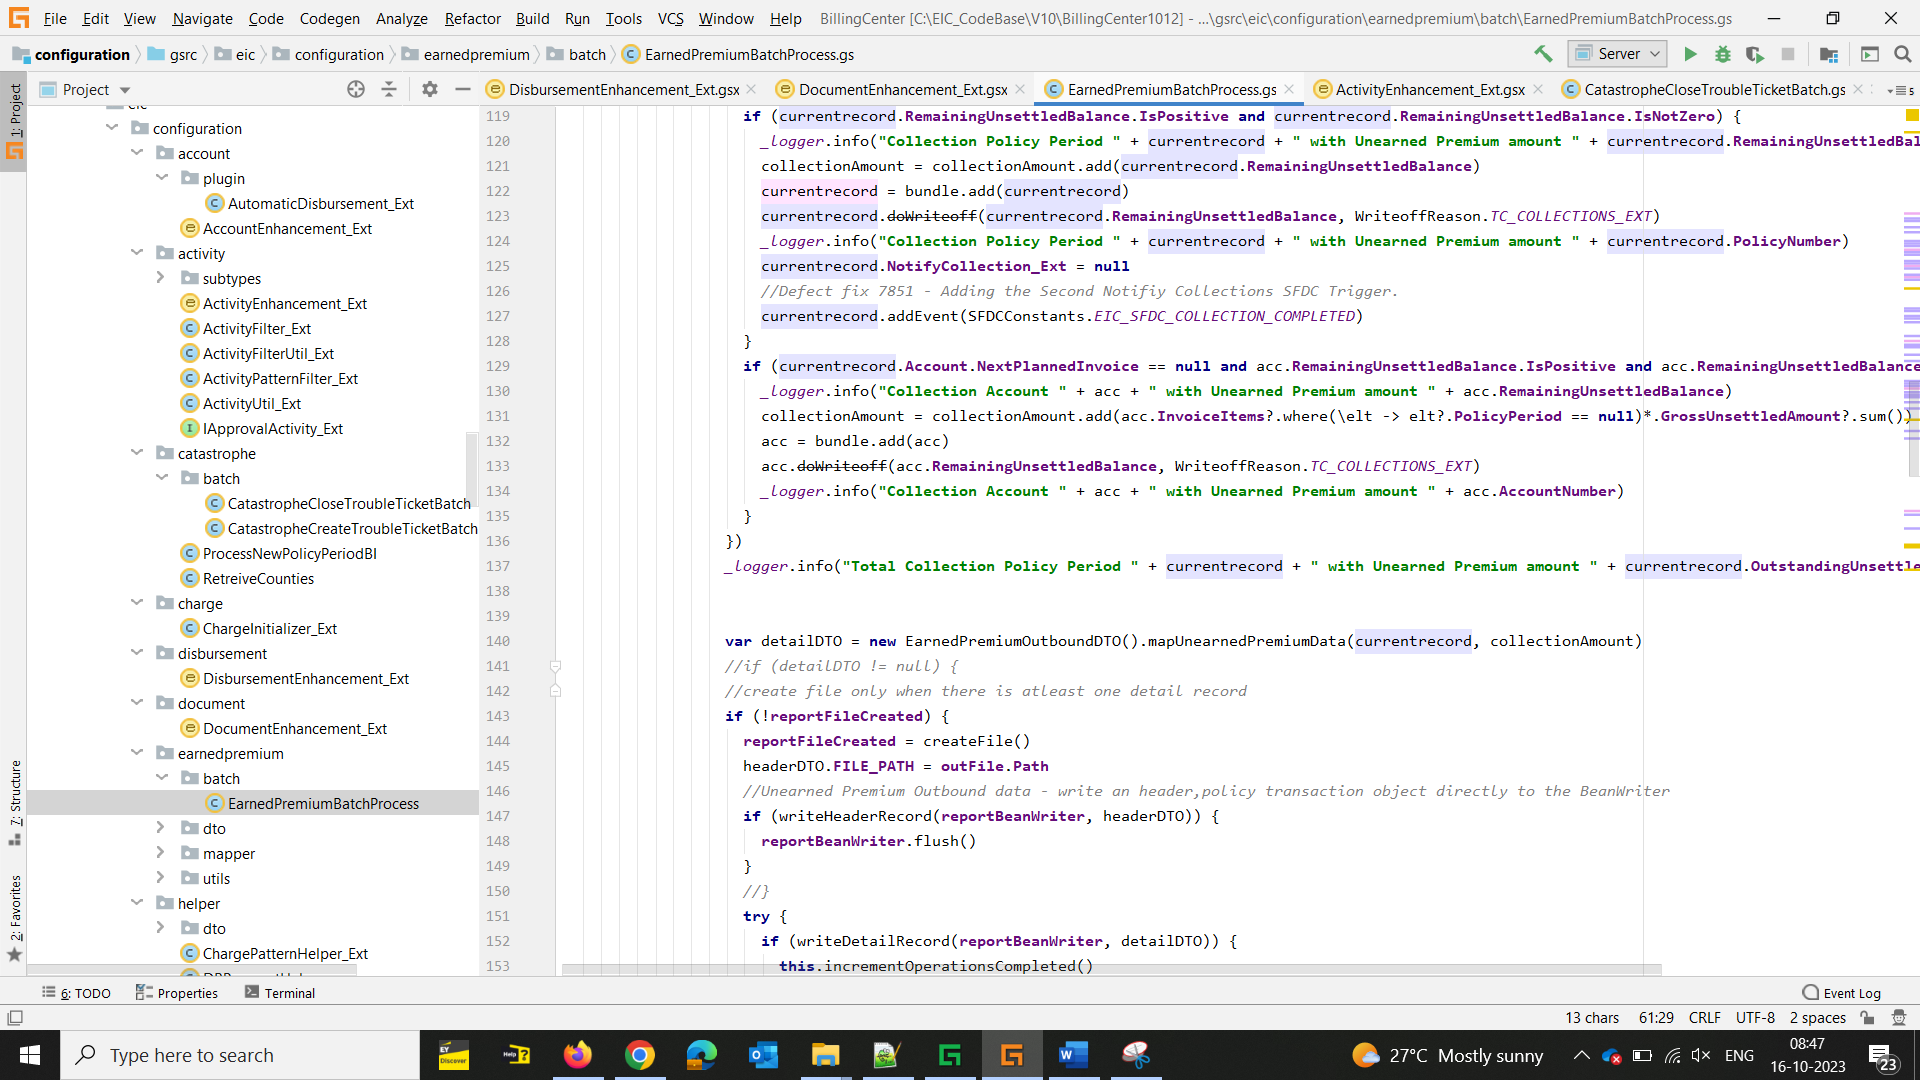 File Edit View Navigate Code Codegen Analyze Refactor Build Run Tools VCS Window Help BillingCenter [C:\EIC_CodeBase\V10\BillingCenter1012] - ...\gsrc\eic\configuration\earnedpremium\batch\EarnedPremiumBatchProcess.gs
configuration gsrc eic configuration earnedpremium batch EarnedPremiumBatchProcess.gs Server
Project
DisbursementEnhancement_Ext.gsx DocumentEnhancement_Ext.gsx EarnedPremiumBatchProcess.gs ActivityEnhancement_Ext.gsx CatastropheCloseTroubleTicketBatch.gs
1: Project
7: Structure
2: Favorites
configuration
account
plugin
AutomaticDisbursement_Ext
AccountEnhancement_Ext
activity
subtypes
ActivityEnhancement_Ext
ActivityFilter_Ext
ActivityFilterUtil_Ext
ActivityPatternFilter_Ext
ActivityUtil_Ext
IApprovalActivity_Ext
catastrophe
batch
CatastropheCloseTroubleTicketBatch
CatastropheCreateTroubleTicketBatch
ProcessNewPolicyPeriodBI
RetreiveCounties
charge
ChargeInitializer_Ext
disbursement
DisbursementEnhancement_Ext
document
DocumentEnhancement_Ext
earnedpremium
batch
EarnedPremiumBatchProcess
dto
mapper
utils
helper
dto
ChargePatternHelper_Ext
119 if (currentrecord.RemainingUnsettledBalance.IsPositive and currentrecord.RemainingUnsettledBalance.IsNotZero) {
120 _logger.info("Collection Policy Period " + currentrecord + " with Unearned Premium amount " + currentrecord.RemainingUnsettledBal
121 collectionAmount = collectionAmount.add(currentrecord.RemainingUnsettledBalance)
122 currentrecord = bundle.add(currentrecord)
123 currentrecord.doWriteoff(currentrecord.RemainingUnsettledBalance, WriteoffReason.TC_COLLECTIONS_EXT)
124 _logger.info("Collection Policy Period " + currentrecord + " with Unearned Premium amount " + currentrecord.PolicyNumber)
125 currentrecord.NotifyCollection_Ext = null
126 //Defect fix 7851 - Adding the Second Notifiy Collections SFDC Trigger.
127 currentrecord.addEvent(SFDCConstants.EIC_SFDC_COLLECTION_COMPLETED)
128 }
129 if (currentrecord.Account.NextPlannedInvoice == null and acc.RemainingUnsettledBalance.IsPositive and acc.RemainingUnsettledBalance
130 _logger.info("Collection Account " + acc + " with Unearned Premium amount " + acc.RemainingUnsettledBalance)
131 collectionAmount = collectionAmount.add(acc.InvoiceItems?.where(\elt -> elt?.PolicyPeriod == null)*.GrossUnsettledAmount?.sum())
132 acc = bundle.add(acc)
133 acc.doWriteoff(acc.RemainingUnsettledBalance, WriteoffReason.TC_COLLECTIONS_EXT)
134 _logger.info("Collection Account " + acc + " with Unearned Premium amount " + acc.AccountNumber)
135 }
136 })
137 _logger.info("Total Collection Policy Period " + currentrecord + " with Unearned Premium amount " + currentrecord.OutstandingUnsettle
138
139
140 var detailDTO = new EarnedPremiumOutboundDTO().mapUnearnedPremiumData(currentrecord, collectionAmount)
141 //if (detailDTO != null) {
142 //create file only when there is atleast one detail record
143 if (!reportFileCreated) {
144 reportFileCreated = createFile()
145 headerDTO.FILE_PATH = outFile.Path
146 //Unearned Premium Outbound data - write an header,policy transaction object directly to the BeanWriter
147 if (writeHeaderRecord(reportBeanWriter, headerDTO)) {
148 reportBeanWriter.flush()
149 }
150 //}
151 try {
152 if (writeDetailRecord(reportBeanWriter, detailDTO)) {
153 this.incrementOperationsCompleted()
6: TODO Properties Terminal Event Log
13 chars 61:29 CRLF UTF-8 2 spaces
Type here to search
EY Discover
Help ?
27°C Mostly sunny ENG
08:47
16-10-2023
23